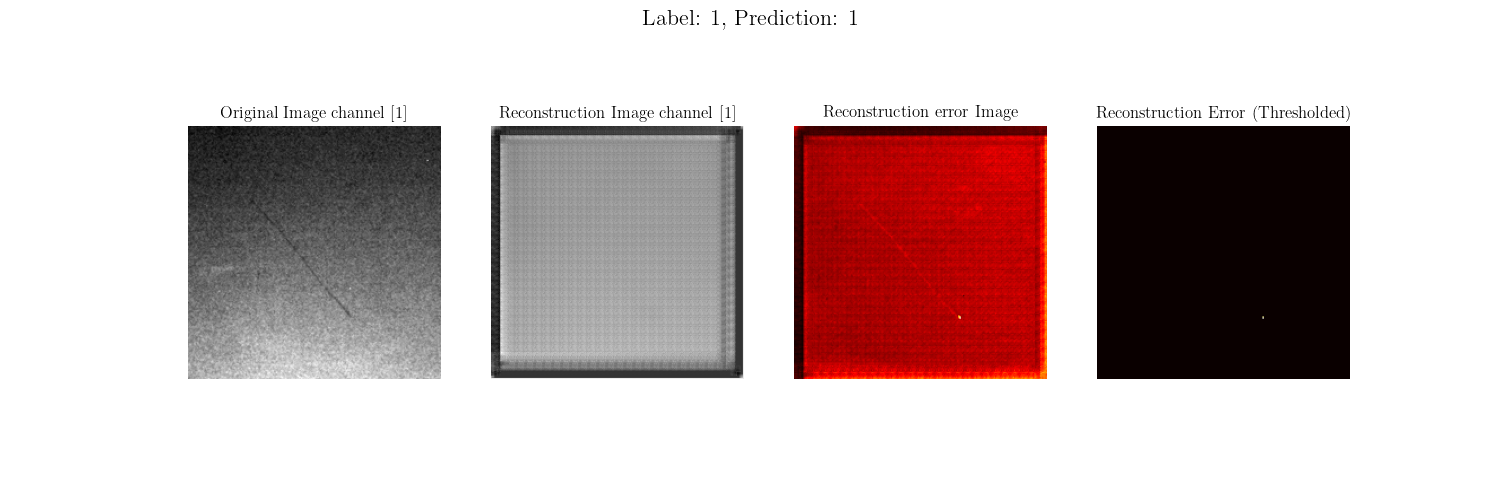 Label: 1, Prediction: 1
Original Image channel [1]
Reconstruction Image channel [1]
Reconstruction error Image
Reconstruction Error (Thresholded)